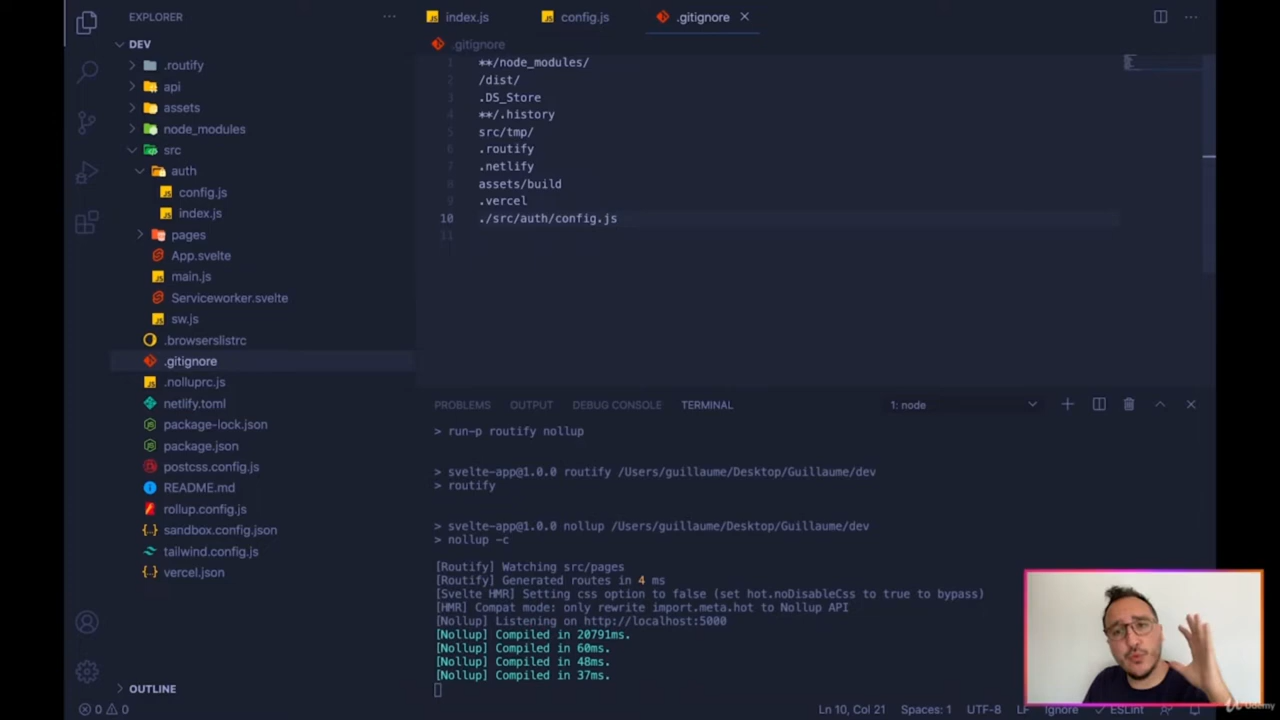 EXPLORER
DEV
.routify
api
assets
node_modules
src
auth
config.js
index.js
pages
App.svelte
main.js
Serviceworker.svelte
sw.js
.browserslistrc
.gitignore
.nolluprc.js
netlify.toml
package-lock.json
package.json
postcss.config.js
README.md
rollup.config.js
sandbox.config.json
tailwind.config.js
vercel.json
OUTLINE
index.js
config.js
.gitignore
.gitignore
1 **/node_modules/
2 /dist/
3 .DS_Store
4 **/.history
5 src/tmp/
6 .routify
7 .netlify
8 assets/build
9 .vercel
10 ./src/auth/config.js
11
PROBLEMS OUTPUT DEBUG CONSOLE TERMINAL 1: node
> run-p routify nollup
> svelte-app@1.0.0 routify /Users/guillaume/Desktop/Guillaume/dev
> routify
> svelte-app@1.0.0 nollup /Users/guillaume/Desktop/Guillaume/dev
> nollup -c
[Routify] Watching src/pages
[Routify] Generated routes in 4 ms
[Svelte HMR] Setting css option to false (set hot.noDisableCss to true to bypass)
[HMR] Compat mode: only rewrite import.meta.hot to Nollup API
[Nollup] Listening on http://localhost:5000
[Nollup] Compiled in 20791ms.
[Nollup] Compiled in 60ms.
[Nollup] Compiled in 48ms.
[Nollup] Compiled in 37ms.
0 0 Ln 10, Col 21 Spaces: 1 UTF-8 LF Ignore ESLint
Udemy